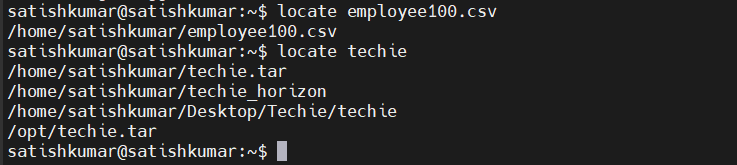 satishkumar@satishkumar:~$ locate employee100.csv
/home/satishkumar/employee100.csv
satishkumar@satishkumar:~$ locate techie
/home/satishkumar/techie.tar
/home/satishkumar/techie_horizon
/home/satishkumar/Desktop/Techie/techie
/opt/techie.tar
satishkumar@satishkumar:~$